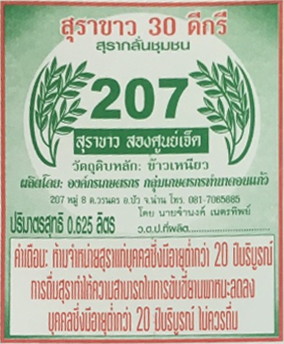 สุราขาว 30 ดีกรี
สุรากลั่นชุมชน
207
สุราขาว สองศูนย์เจ็ด
วัตถุดิบหลัก: ข้าวเหนียว
ผลิตโดย: องค์กรเกษตรกร กลุ่มเกษตรกรทำนาดอนแก้ว
207 หมู่ 8 ต.วรนคร อ.ปัว จ.น่าน โทร. 081-7065685
โดย นายจำนงค์ เนตรทิพย์
ปริมาตรสุทธิ 0.625 ลิตร
ว.ด.ป.ที่ผลิต
คำเตือน: ห้ามจำหน่ายสุราแก่บุคคลซึ่งมีอายุต่ำกว่า 20 ปีบริบูรณ์
การดื่มสุราทำให้ความสามารถในการขับขี่ยานพาหนะลดลง
บุคคลซึ่งมีอายุต่ำกว่า 20 ปีบริบูรณ์ ไม่ควรดื่ม